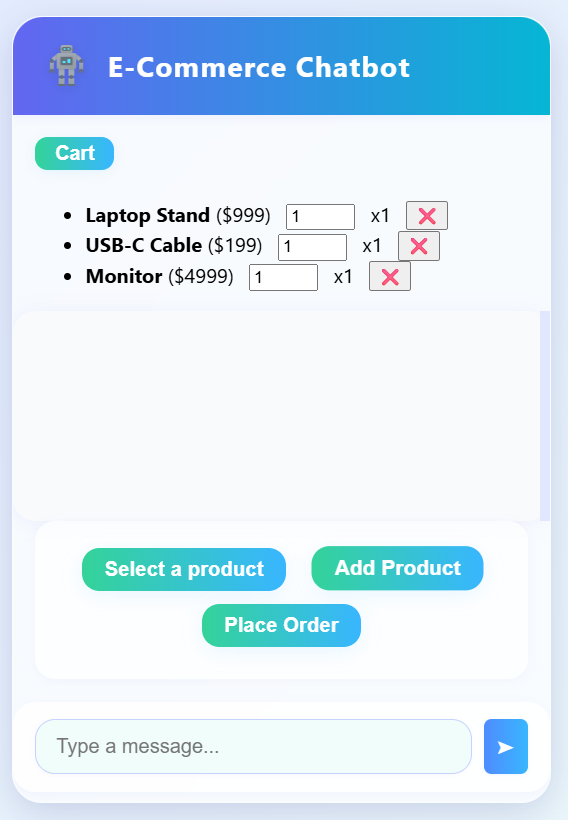 E-Commerce Chatbot
Cart
Laptop Stand ($999) 1 x1
USB-C Cable ($199) 1 x1
Monitor ($4999) 1 x1
Select a product
Add Product
Place Order
Type a message...